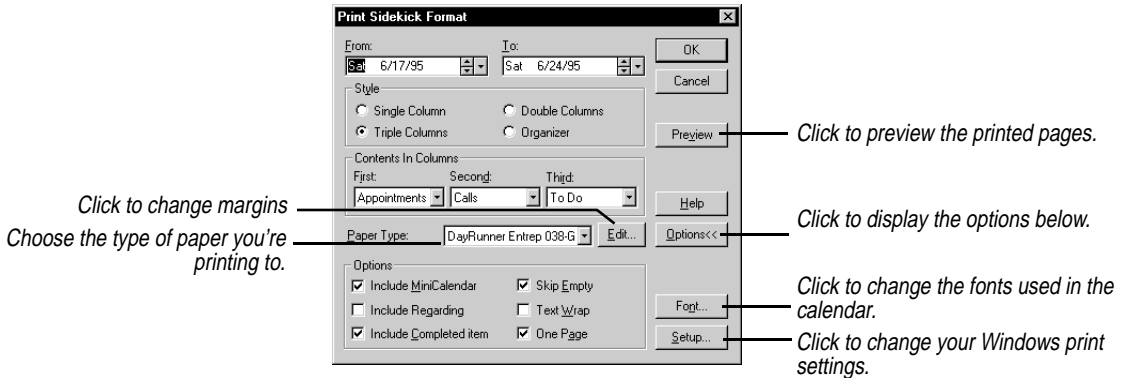 Print Sidekick Format
From:
To:
Sat 6/17/95
Sat 6/24/95
OK
Cancel
Style
Single Column
Double Columns
Triple Columns
Organizer
Preview
Click to preview the printed pages.
Contents In Columns
First:
Second:
Third:
Appointments
Calls
To Do
Help
Click to change margins
Choose the type of paper you're
printing to.
Paper Type:
DayRunner Entrep 038-G
Edit...
Options<<
Click to display the options below.
Options
Include MiniCalendar
Skip Empty
Include Regarding
Text Wrap
Include Completed item
One Page
Font...
Click to change the fonts used in the
calendar.
Setup...
Click to change your Windows print
settings.